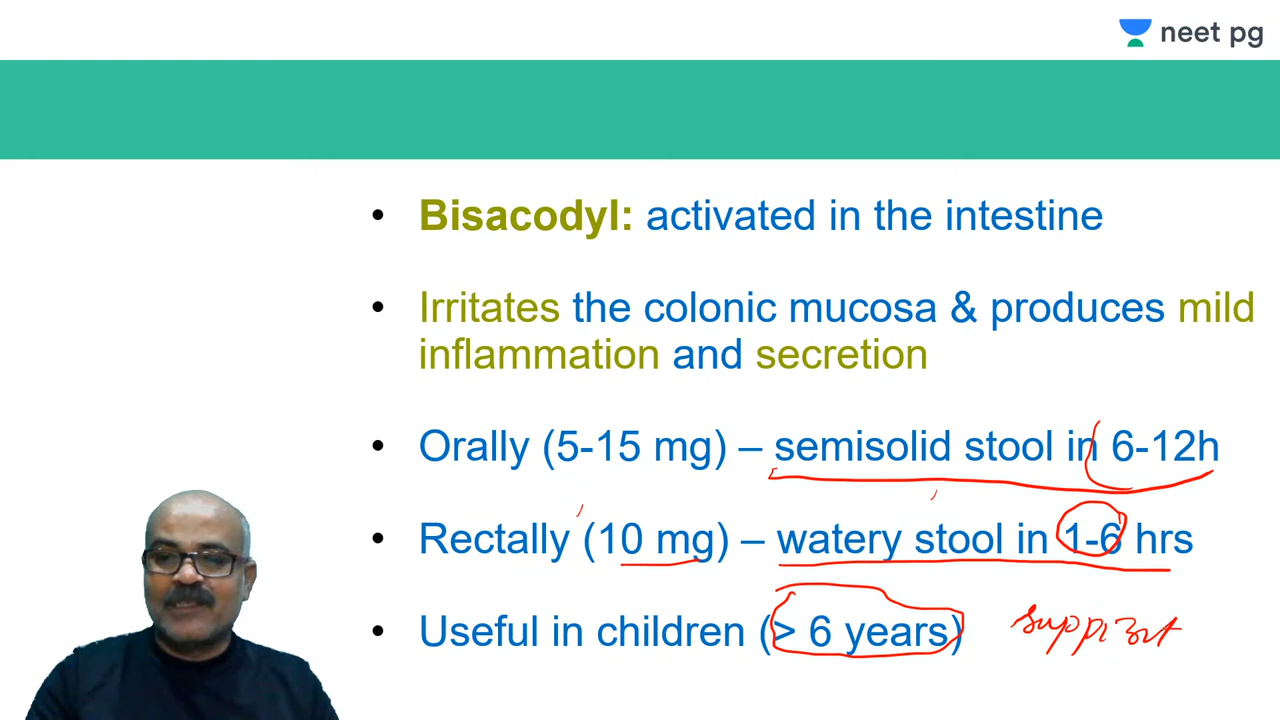 neet pg
• Bisacodyl: activated in the intestine
• Irritates the colonic mucosa & produces mild
inflammation and secretion
• Orally (5-15 mg) – semisolid stool in 6-12h
• Rectally (10 mg) – watery stool in 1-6 hrs
• Useful in children (> 6 years)